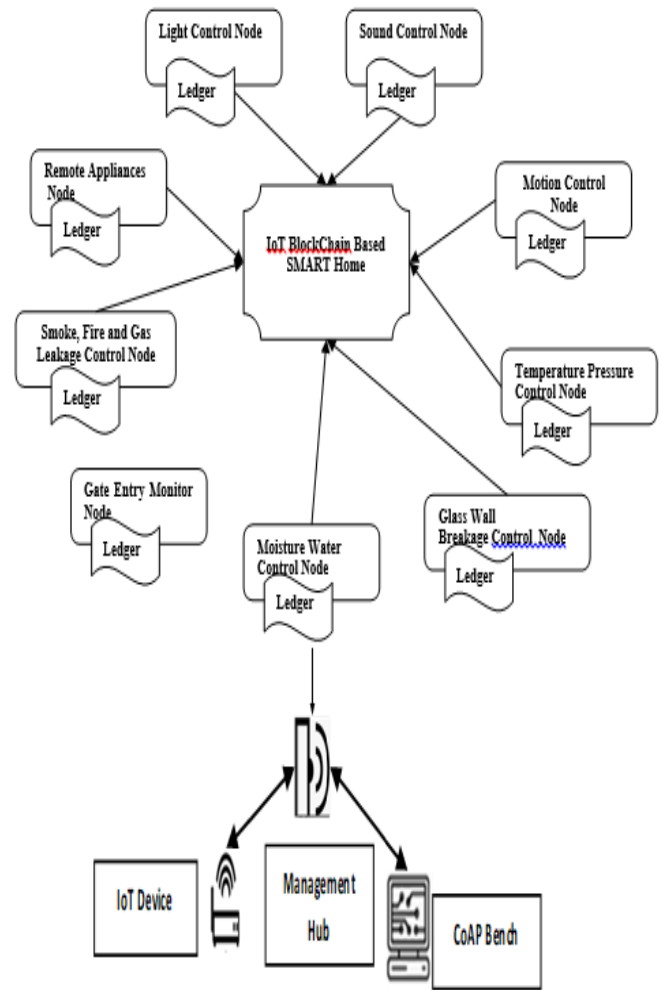 Light Control Node
Ledger
Sound Control Node
Ledger
Remote Appliances
Node
Ledger
IoT BlockChain Based
SMART Home
Motion Control
Node
Ledger
Smoke, Fire and Gas
Leakage Control Node
Ledger
Temperature Pressure
Control Node
Ledger
Gate Entry Monitor
Node
Ledger
Moisture Water
Control Node
Ledger
Glass Wall
Breakage Control Node
Ledger
IoT Device
Management
Hub
CoAP Bench